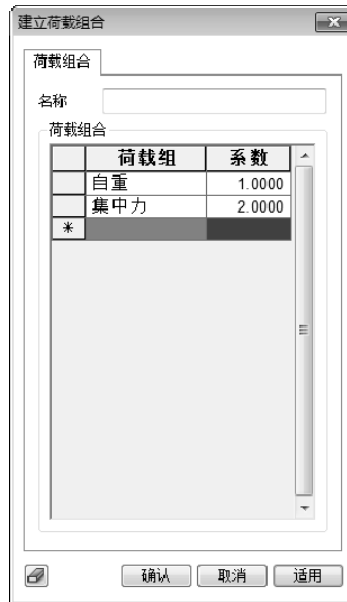 建立荷载组合
荷载组合
名称
荷载组合
荷载组 系数
自重 1.0000
集中力 2.0000
*
确认 取消 适用